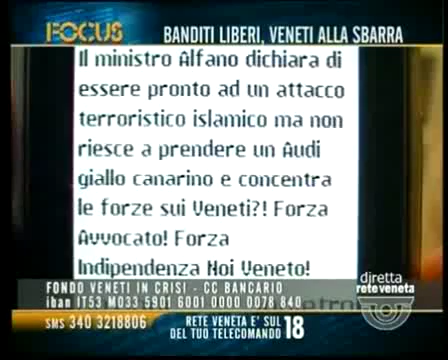 FOCUS
BANDITI LIBERI, VENETI ALLA SBARRA
Il ministro Alfano dichiara di
essere pronto ad un attacco
terroristico islamico ma non
riesce a prendere un Audi
giallo canarino e concentra
le forze sui Veneti?! Forza
Avvocato! Forza
Indipendenza Noi Veneto!
diretta
reteveneta
FONDO VENETI IN CRISI - CC BANCARIO
iban IT53 M033 5901 6001 0000 0078 840
SMS 340 3218806
RETE VENETA E' SUL
DEL TUO TELECOMANDO
18